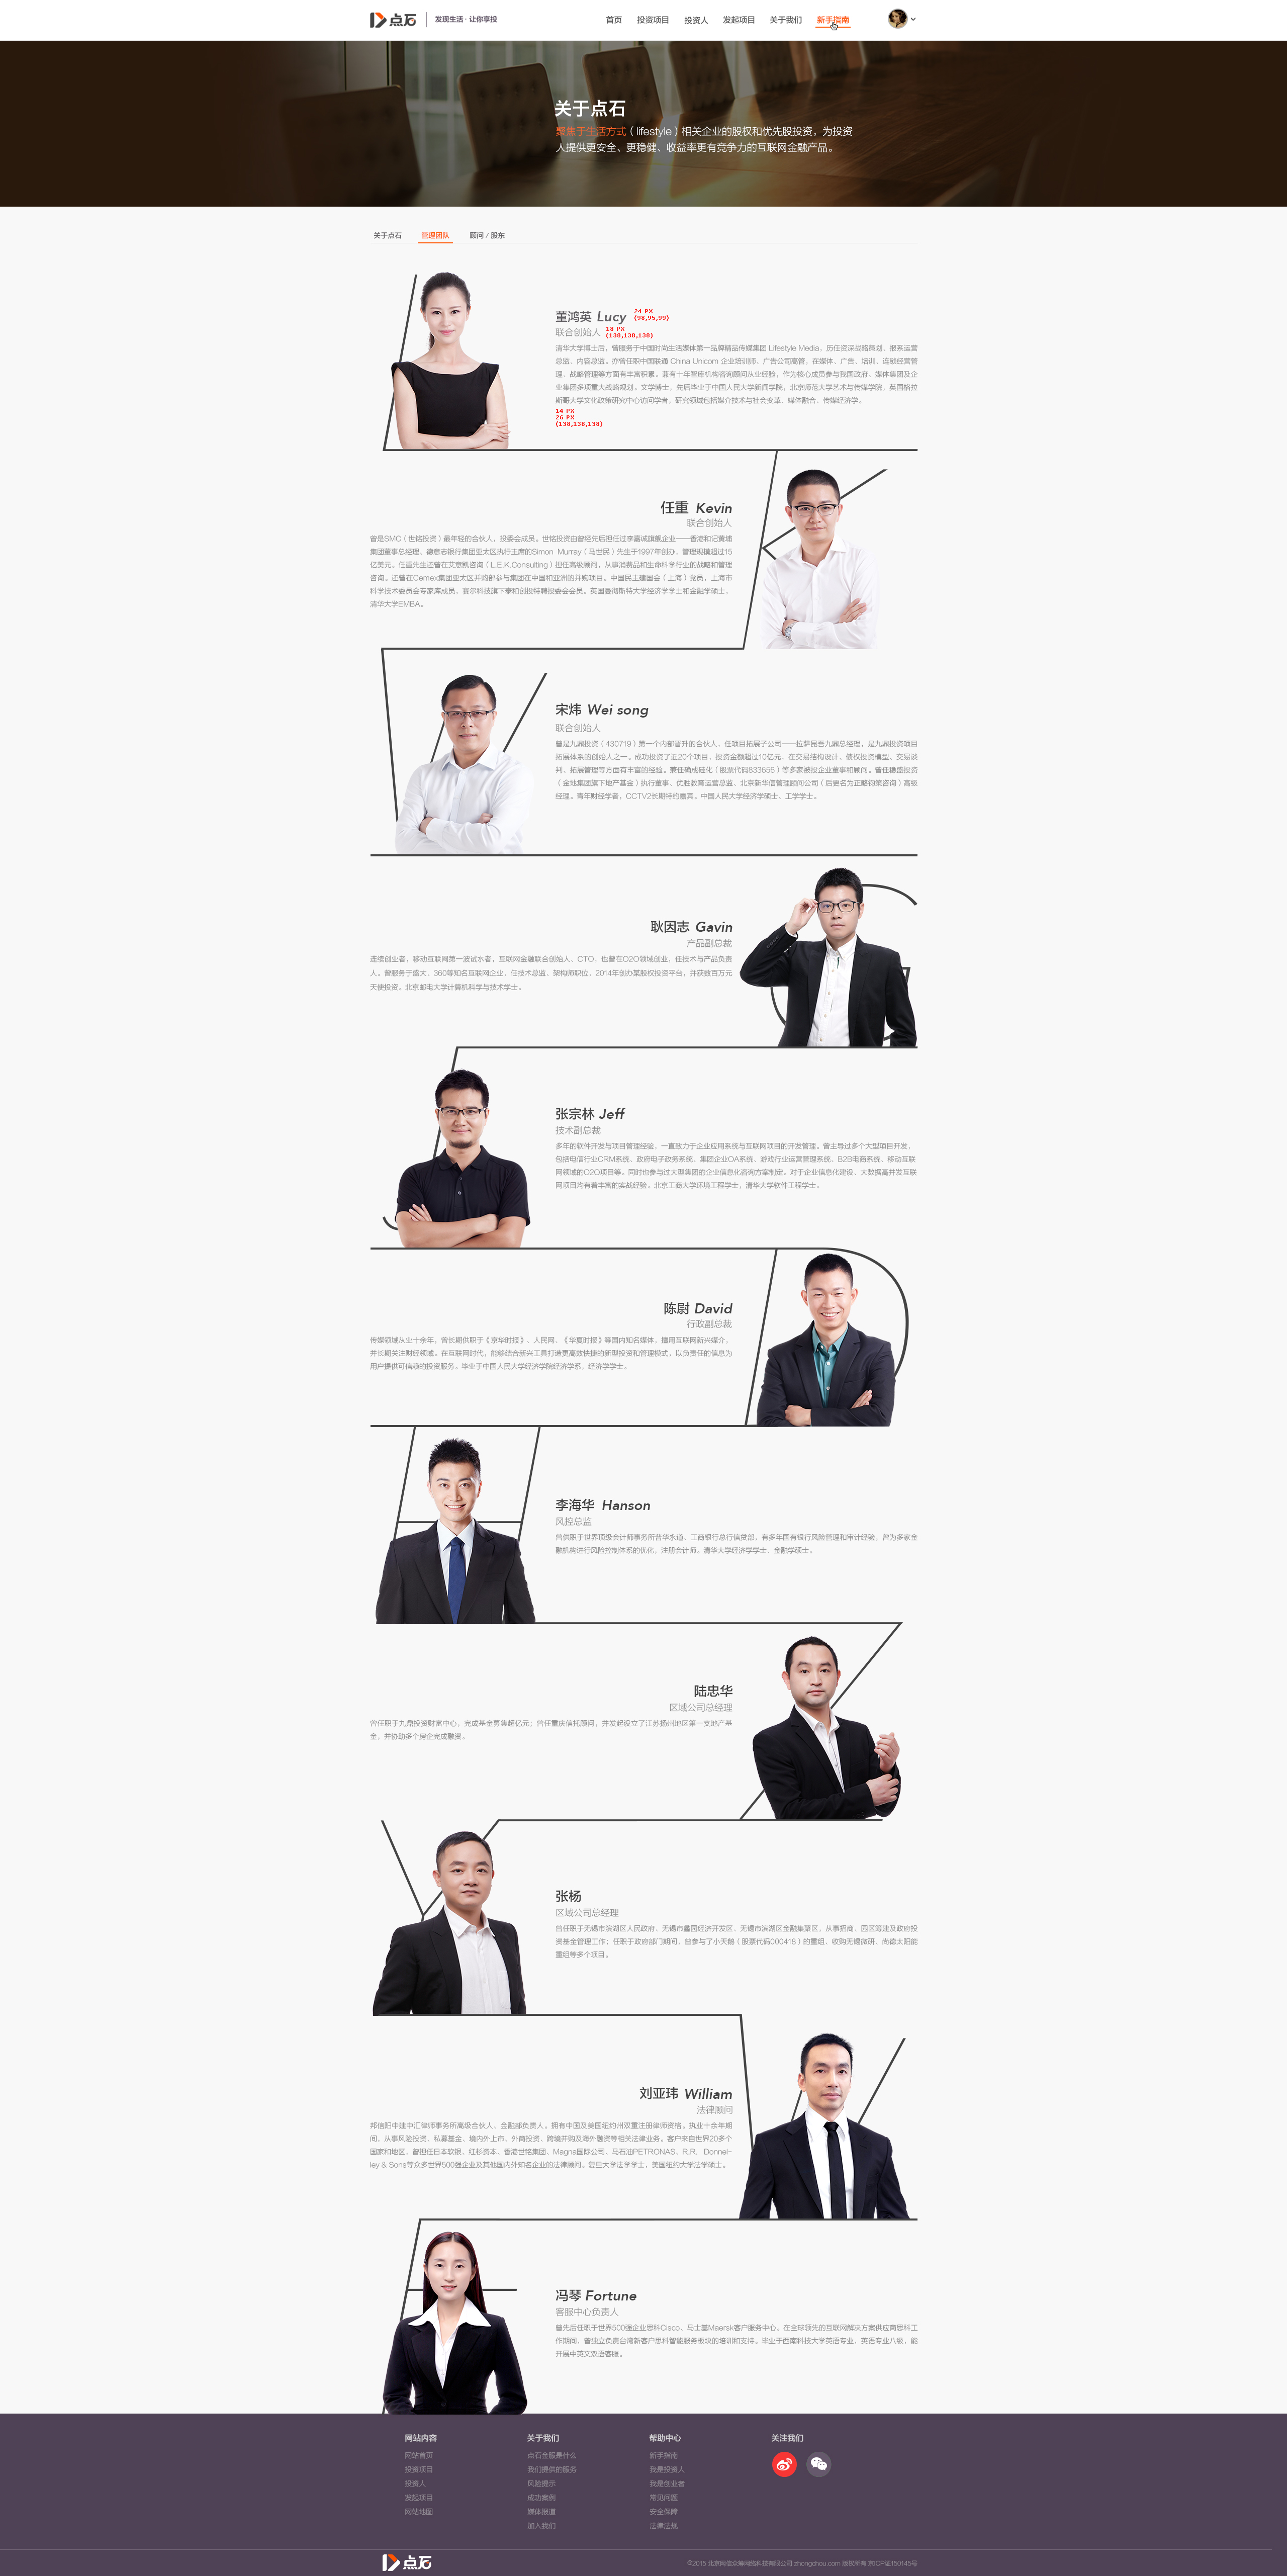 点石
发现生活 · 让你享投
首页 投资项目 投资人 发起项目 关于我们 新手指南
关于点石
聚焦于生活方式（lifestyle）相关企业的股权和优先股投资，为投资
人提供更安全、更稳健、收益率更有竞争力的互联网金融产品。
关于点石 管理团队 顾问 / 股东
董鸿英 Lucy
24 PX
(98,95,99)
联合创始人
18 PX
(138,138,138)
清华大学博士后，曾服务于中国时尚生活媒体第一品牌精品传媒集团 Lifestyle Media，历任资深战略策划、报系运营
总监、内容总监。亦曾任职中国联通 China Unicom 企业培训师、广告公司高管，在媒体、广告、培训、连锁经营管
理、战略管理等方面有丰富积累。兼有十年智库机构咨询顾问从业经验，作为核心成员参与我国政府、媒体集团及企
业集团多项重大战略规划。文学博士，先后毕业于中国人民大学新闻学院，北京师范大学艺术与传媒学院，英国格拉
斯哥大学文化政策研究中心访问学者，研究领域包括媒介技术与社会变革、媒体融合、传媒经济学。
14 PX
26 PX
(138,138,138)
任重 Kevin
联合创始人
曾是SMC（世铭投资）最年轻的合伙人，投委会成员。世铭投资由曾经先后担任过李嘉诚旗舰企业——香港和记黄埔
集团董事总经理、德意志银行集团亚太区执行主席的Simon Murray（马世民）先生于1997年创办，管理规模超过15
亿美元。任重先生还曾在艾意凯咨询（L.E.K.Consulting）担任高级顾问，从事消费品和生命科学行业的战略和管理
咨询。还曾在Cemex集团亚太区并购部参与集团在中国和亚洲的并购项目。中国民主建国会（上海）党员，上海市
科学技术委员会专家库成员，赛尔科技旗下泰和创投特聘投委会会员。英国曼彻斯特大学经济学学士和金融学硕士，
清华大学EMBA。
宋炜 Wei song
联合创始人
曾是九鼎投资（430719）第一个内部晋升的合伙人，任项目拓展子公司——拉萨昆吾九鼎总经理，是九鼎投资项目
拓展体系的创始人之一。成功投资了近20个项目，投资金额超过10亿元，在交易结构设计、债权投资模型、交易谈
判、拓展管理等方面有丰富的经验。兼任确成硅化（股票代码833656）等多家被投企业董事和顾问。曾任稳盛投资
（金地集团旗下地产基金）执行董事、优胜教育运营总监、北京新华信管理顾问公司（后更名为正略钧策咨询）高级
经理。青年财经学者，CCTV2长期特约嘉宾。中国人民大学经济学硕士，工学学士。
耿因志 Gavin
产品副总裁
连续创业者，移动互联网第一波试水者，互联网金融联合创始人、CTO，也曾在O2O领域创业，任技术与产品负责
人。曾服务于盛大、360等知名互联网企业，任技术总监、架构师职位，2014年创办某股权投资平台，并获数百万元
天使投资。北京邮电大学计算机科学与技术学士。
张宗林 Jeff
技术副总裁
多年的软件开发与项目管理经验，一直致力于企业应用系统与互联网项目的开发管理。曾主导过多个大型项目开发，
包括电信行业CRM系统、政府电子政务系统、集团企业OA系统、游戏行业运营管理系统、B2B电商系统、移动互联
网领域的O2O项目等。同时也参与过大型集团的企业信息化咨询方案制定。对于企业信息化建设、大数据高并发互联
网项目均有着丰富的实战经验。北京工商大学环境工程学士，清华大学软件工程学士。
陈尉 David
行政副总裁
传媒领域从业十余年，曾长期供职于《京华时报》、人民网、《华夏时报》等国内知名媒体，擅用互联网新兴媒介，
并长期关注财经领域。在互联网时代，能够结合新兴工具打造更高效快捷的新型投资和管理模式，以负责任的信息为
用户提供可信赖的投资服务。毕业于中国人民大学经济学院经济学系，经济学学士。
李海华 Hanson
风控总监
曾供职于世界顶级会计师事务所普华永道、工商银行总行信贷部，有多年国有银行风险管理和审计经验，曾为多家金
融机构进行风险控制体系的优化，注册会计师。清华大学经济学学士，金融学硕士。
陆忠华
区域公司总经理
曾任职于九鼎投资财富中心，完成基金募集超亿元；曾任重庆信托顾问，并发起设立了江苏扬州地区第一支地产基
金，并协助多个房企完成融资。
张杨
区域公司总经理
曾任职于无锡市滨湖区人民政府、无锡市蠡园经济开发区、无锡市滨湖区金融集聚区，从事招商、园区筹建及政府投
资基金管理工作；任职于政府部门期间，曾参与了小天鹅（股票代码000418）的重组、收购无锡微研、尚德太阳能
重组等多个项目。
刘亚玮 William
法律顾问
邦信阳中建中汇律师事务所高级合伙人、金融部负责人。拥有中国及美国纽约州双重注册律师资格。执业十余年期
间，从事风险投资、私募基金、境内外上市、外商投资、跨境并购及海外融资等相关法律业务。客户来自世界20多个
国家和地区，曾担任日本软银、红杉资本、香港世铭集团、Magna国际公司、马石油PETRONAS、R.R. Donnel-
ley & Sons等众多世界500强企业及其他国内外知名企业的法律顾问。复旦大学法学学士，美国纽约大学法学硕士。
冯琴 Fortune
客服中心负责人
曾先后任职于世界500强企业思科Cisco、马士基Maersk客户服务中心。在全球领先的互联网解决方案供应商思科工
作期间，曾独立负责台湾新客户思科智能服务板块的培训和支持。毕业于西南科技大学英语专业，英语专业八级，能
开展中英文双语客服。
网站内容 关于我们 帮助中心 关注我们
网站首页 点石金服是什么 新手指南
投资项目 我们提供的服务 我是投资人
投资人 风险提示 我是创业者
发起项目 成功案例 常见问题
网站地图 媒体报道 安全保障
加入我们 法律法规
点石
©2015 北京网信众筹网络科技有限公司 zhongchou.com 版权所有 京ICP证150145号